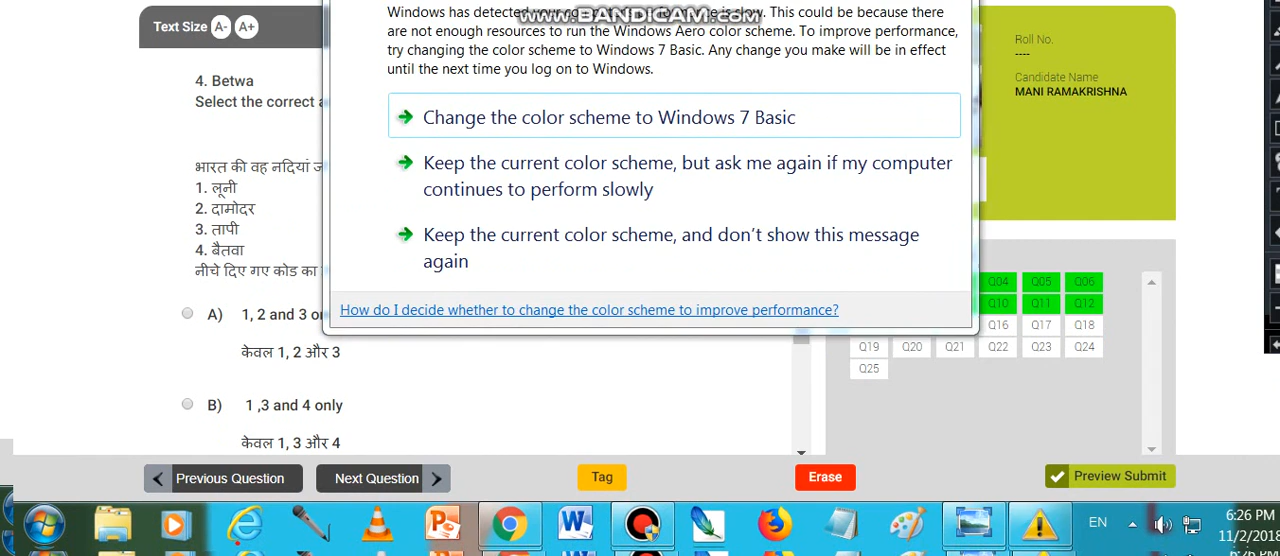 Text Size A- A+
www.BANDICAM.com
Windows has detected your slow. This could be because there
are not enough resources to run the Windows Aero color scheme. To improve performance,
try changing the color scheme to Windows 7 Basic. Any change you make will be in effect
until the next time you log on to Windows.
Change the color scheme to Windows 7 Basic
Keep the current color scheme, but ask me again if my computer
continues to perform slowly
Keep the current color scheme, and don't show this message
again
How do I decide whether to change the color scheme to improve performance?
Roll No.
----
Candidate Name
MANI RAMAKRISHNA
4. Betwa
Select the correct
भारत की वह नदियां
1. लूनी
2. दामोदर
3. तापी
4. बैतवा
नीचे दिए गए कोड का
A) 1, 2 and 3
केवल 1, 2 और 3
B) 1 ,3 and 4 only
केवल 1, 3 और 4
Q04 Q05 Q06
Q10 Q11 Q12
Q16 Q17 Q18
Q19 Q20 Q21 Q22 Q23 Q24
Q25
Previous Question
Next Question
Tag
Erase
Preview Submit
EN
6:26 PM